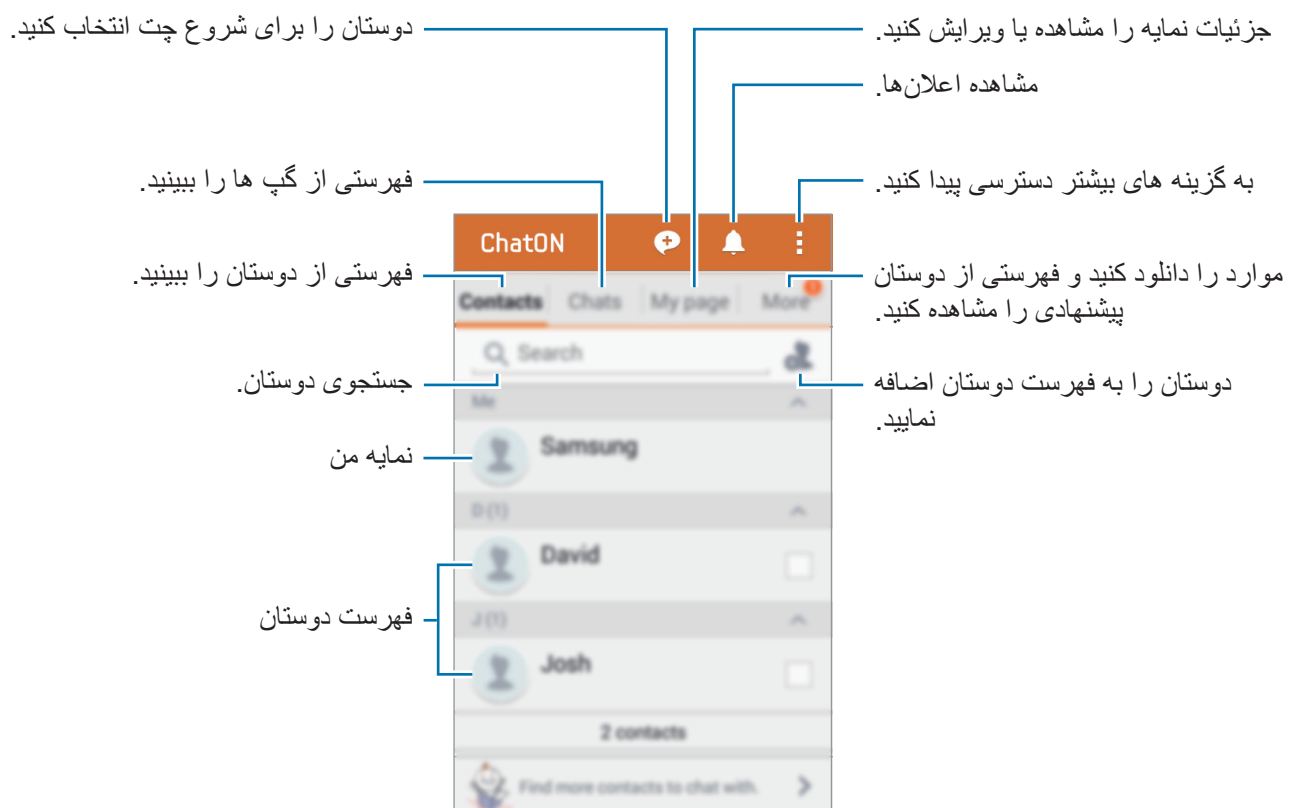 دوستان را برای شروع چت انتخاب کنید.
جزئیات نمایه را مشاهده یا ویرایش کنید.
مشاهده اعلان‌ها.
فهرستی از گپ ها را ببینید.
به گزینه های بیشتر دسترسی پیدا کنید.
ChatON
فهرستی از دوستان را ببینید.
موارد را دانلود کنید و فهرستی از دوستان
پیشنهادی را مشاهده کنید.
Contacts Chats My page More
Search
جستجوی دوستان.
دوستان را به فهرست دوستان اضافه
نمایید.
Me
Samsung
نمایه من
D (1)
David
فهرست دوستان
J (1)
Josh
2 contacts
Find more contacts to chat with.